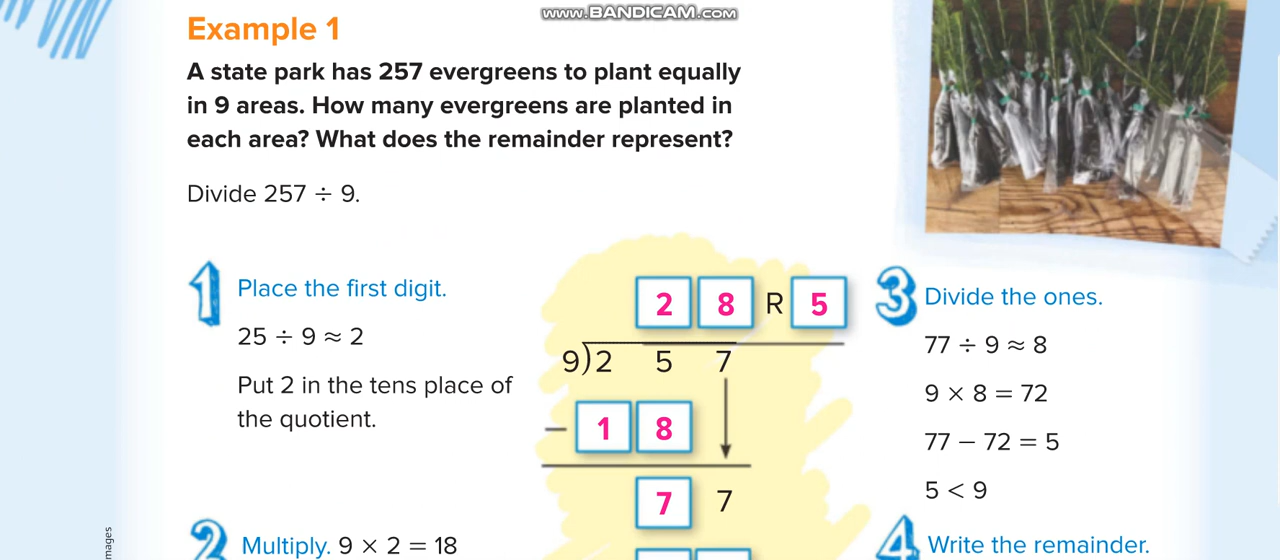 www.BANDICAM.com
Example 1
A state park has 257 evergreens to plant equally
in 9 areas. How many evergreens are planted in
each area? What does the remainder represent?
Divide 257 ÷ 9.
1 Place the first digit.
25 ÷ 9 ≈ 2
Put 2 in the tens place of
the quotient.
2 Multiply. 9 × 2 = 18
2 8 R 5
9)2 5 7
− 1 8
7 7
3 Divide the ones.
77 ÷ 9 ≈ 8
9 × 8 = 72
77 − 72 = 5
5 < 9
4 Write the remainder.
mages